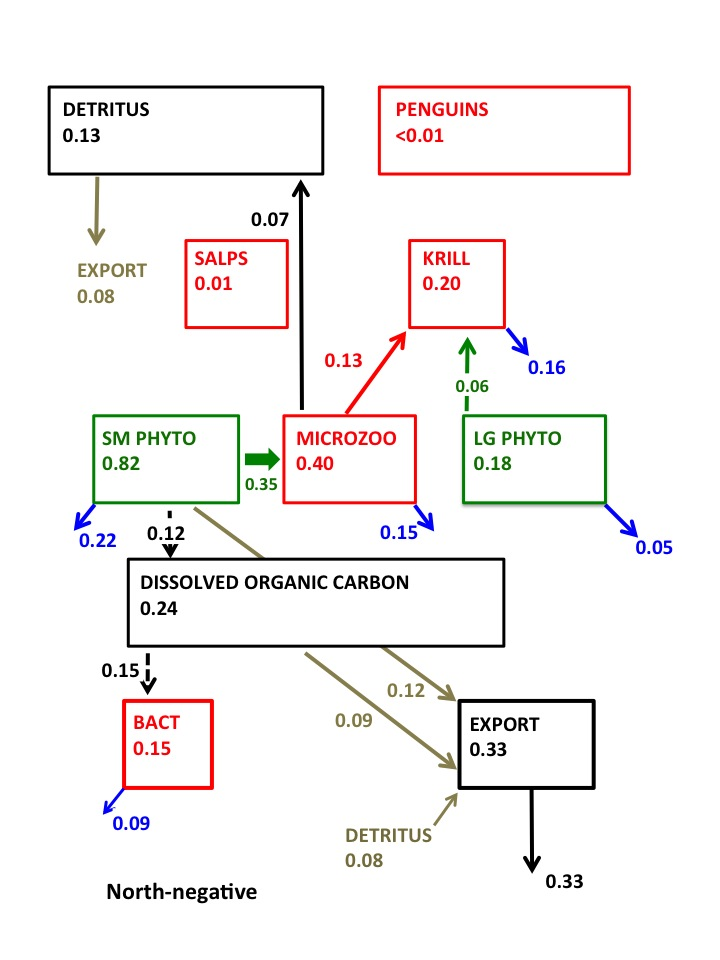 DETRITUS
0.13
PENGUINS
<0.01
0.07
EXPORT
0.08
SALPS
0.01
KRILL
0.20
0.13
0.16
0.06
SM PHYTO
0.82
0.35
MICROZOO
0.40
LG PHYTO
0.18
0.22
0.12
0.15
0.05
DISSOLVED ORGANIC CARBON
0.24
0.15
0.12
0.09
BACT
0.15
EXPORT
0.33
0.09
DETRITUS
0.08
0.33
North-negative